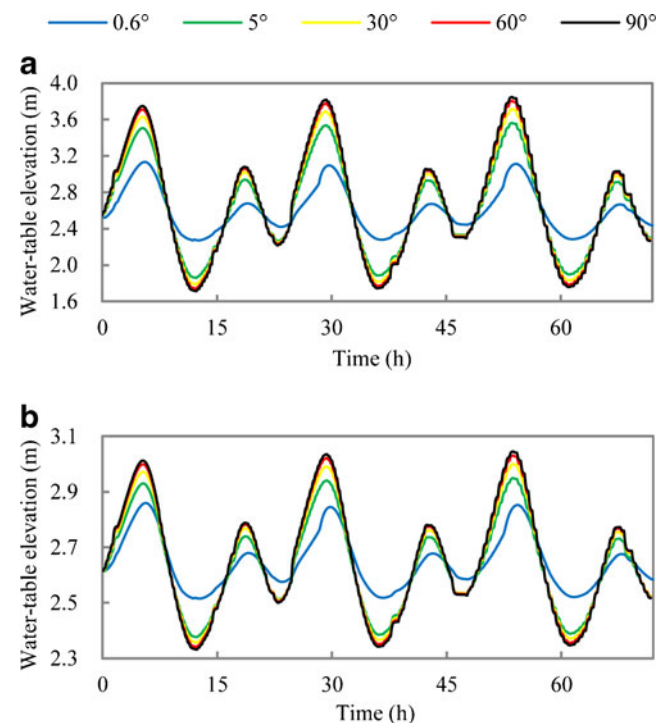 0.6° 5° 30° 60° 90°
a
Water-table elevation (m)
4.0
3.6
3.2
2.8
2.4
2.0
1.6
0 15 30 45 60
Time (h)
b
Water-table elevation (m)
3.1
2.9
2.7
2.5
2.3
0 15 30 45 60
Time (h)